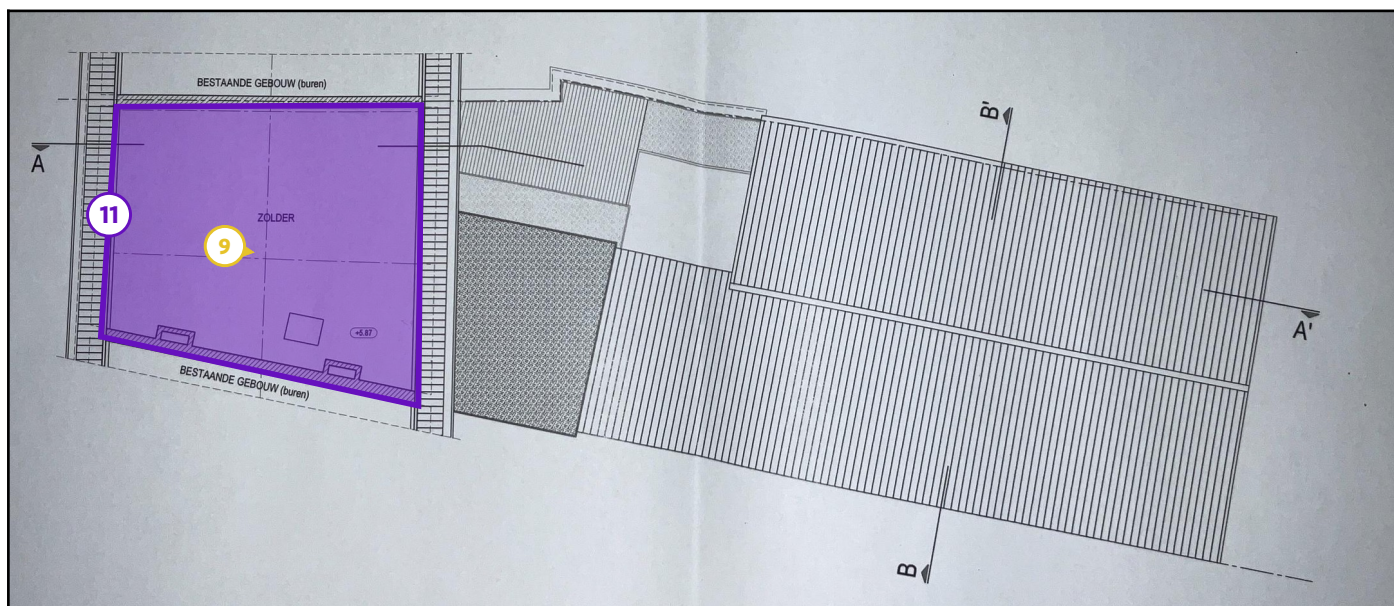 BESTAANDE GEBOUW (buren)
B'
A
11
ZOLDER
9
A'
+5.87
BESTAANDE GEBOUW (buren)
B